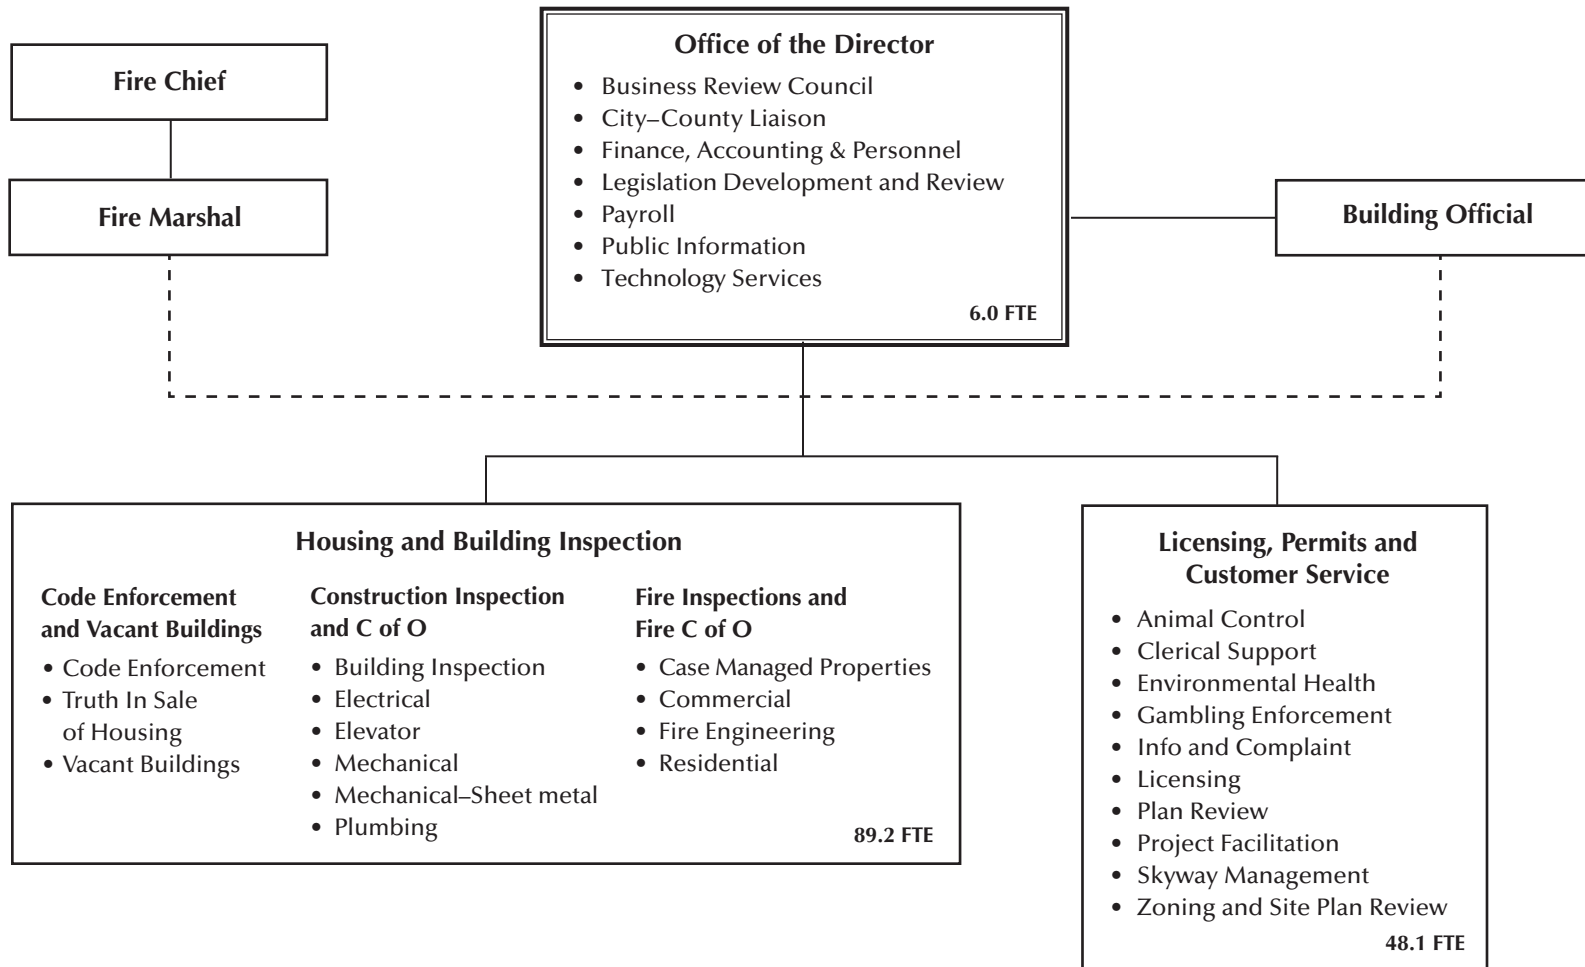 Fire Chief
Fire Marshal
Office of the Director
• Business Review Council
• City–County Liaison
• Finance, Accounting & Personnel
• Legislation Development and Review
• Payroll
• Public Information
• Technology Services
6.0 FTE
Building Official
Housing and Building Inspection
Code Enforcement
and Vacant Buildings
• Code Enforcement
• Truth In Sale
of Housing
• Vacant Buildings
Construction Inspection
and C of O
• Building Inspection
• Electrical
• Elevator
• Mechanical
• Mechanical–Sheet metal
• Plumbing
Fire Inspections and
Fire C of O
• Case Managed Properties
• Commercial
• Fire Engineering
• Residential
89.2 FTE
Licensing, Permits and
Customer Service
• Animal Control
• Clerical Support
• Environmental Health
• Gambling Enforcement
• Info and Complaint
• Licensing
• Plan Review
• Project Facilitation
• Skyway Management
• Zoning and Site Plan Review
48.1 FTE